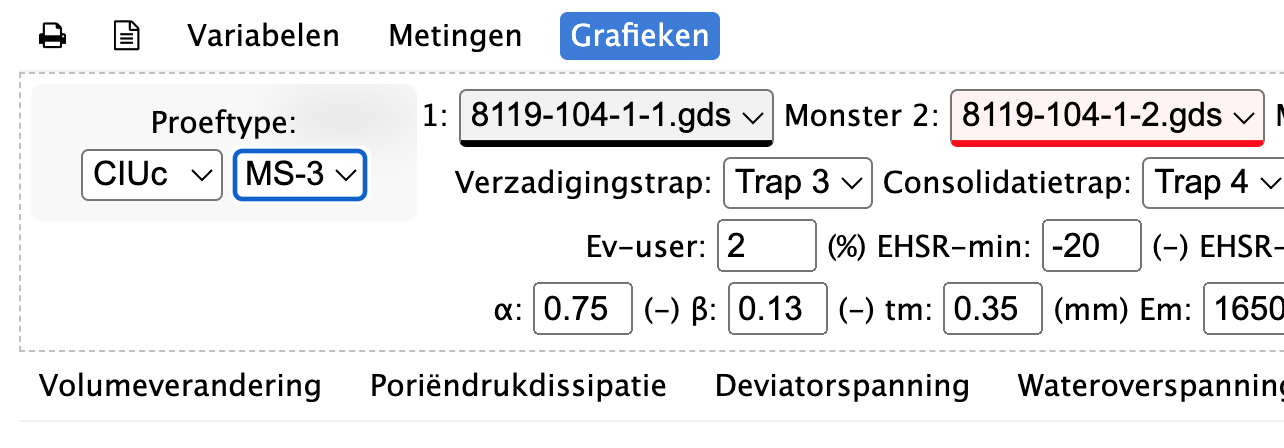 Variabelen Metingen Grafieken
Proeftype: 1: 8119-104-1-1.gds Monster 2: 8119-104-1-2.gds
CIUc MS-3 Verzadigingstrap: Trap 3 Consolidatietrap: Trap 4
Ev-user: 2 (%) EHSR-min: -20 (-) EHSR-
α: 0.75 (-) β: 0.13 (-) tm: 0.35 (mm) Em: 1650
Volumeverandering Poriëndrukdissipatie Deviatorspanning Wateroverspanning